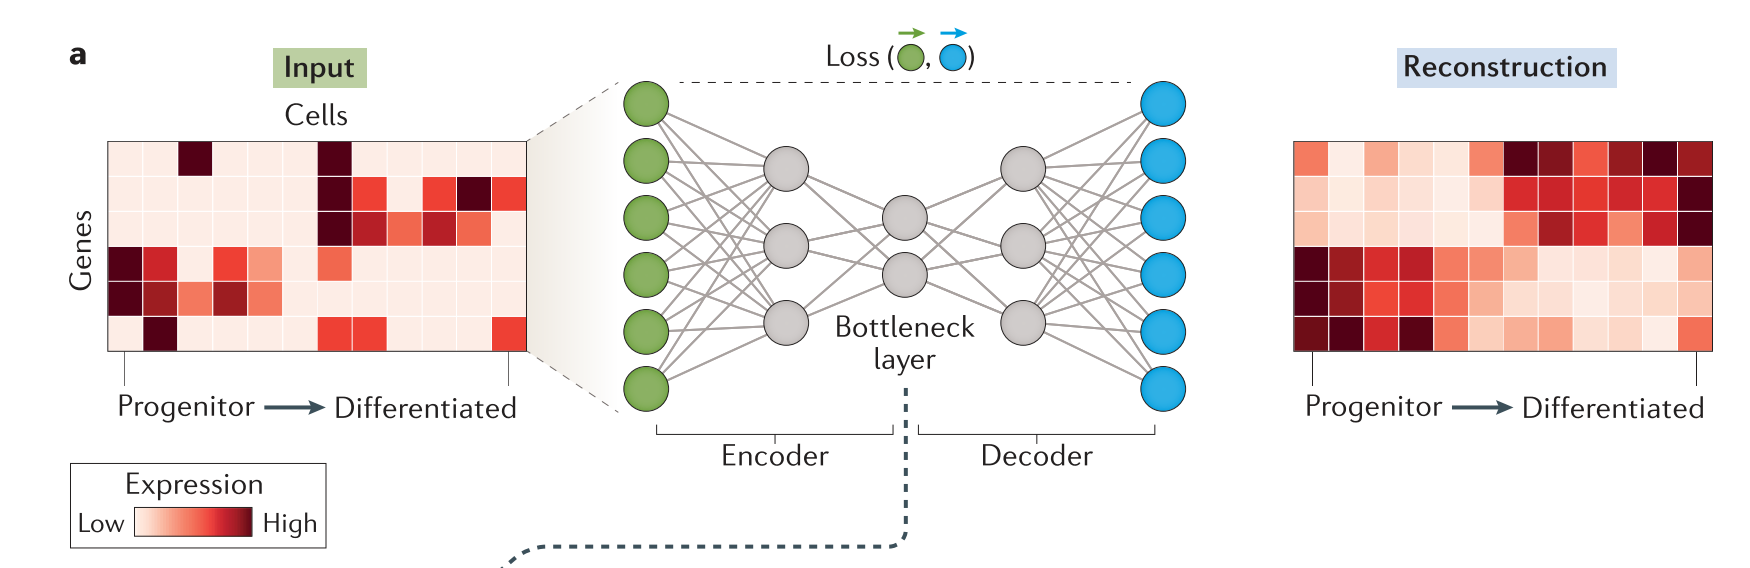 a
Input
Cells
Genes
Progenitor
Differentiated
Expression
Low
High
Loss ( , )
Bottleneck
layer
Encoder
Decoder
Reconstruction
Progenitor
Differentiated